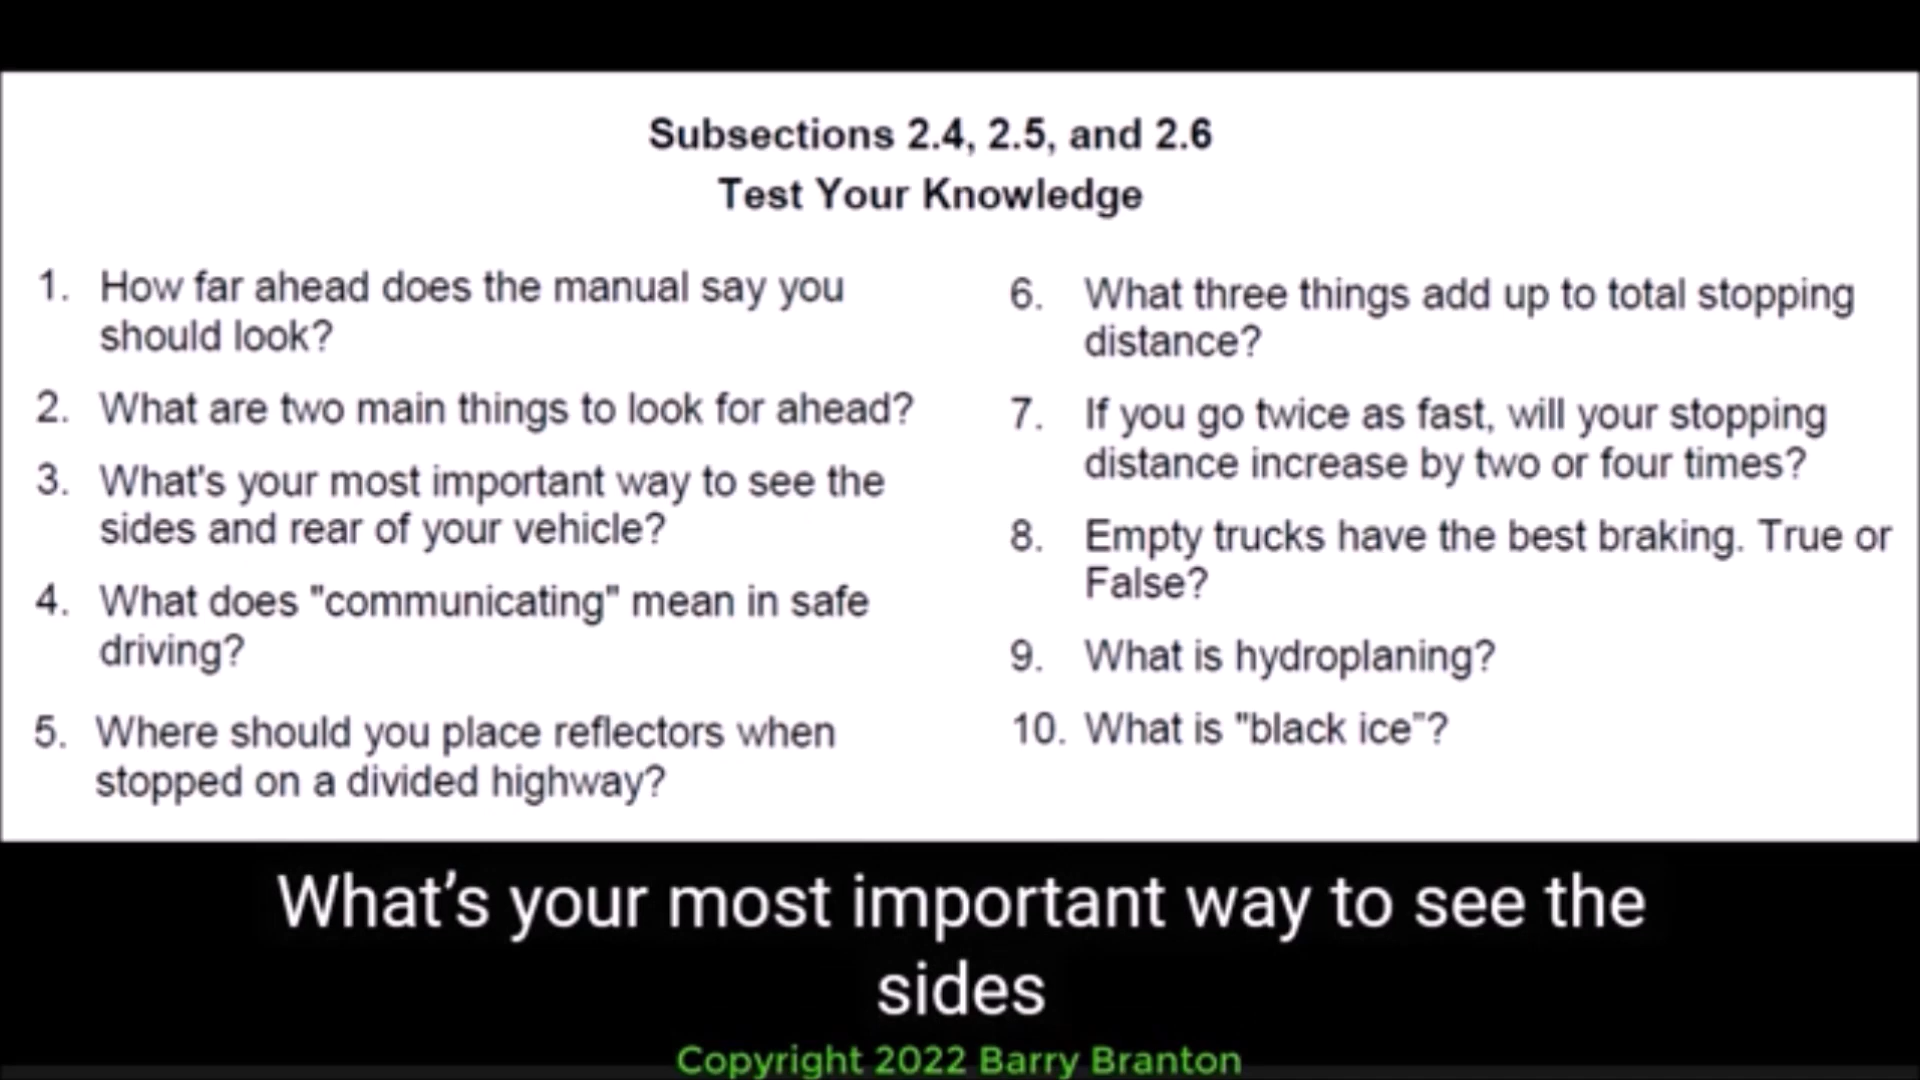 Subsections 2.4, 2.5, and 2.6
Test Your Knowledge
1. How far ahead does the manual say you
should look?
2. What are two main things to look for ahead?
3. What's your most important way to see the
sides and rear of your vehicle?
4. What does "communicating" mean in safe
driving?
5. Where should you place reflectors when
stopped on a divided highway?
6. What three things add up to total stopping
distance?
7. If you go twice as fast, will your stopping
distance increase by two or four times?
8. Empty trucks have the best braking. True or
False?
9. What is hydroplaning?
10. What is "black ice"?
What’s your most important way to see the
sides
Copyright 2022 Barry Branton